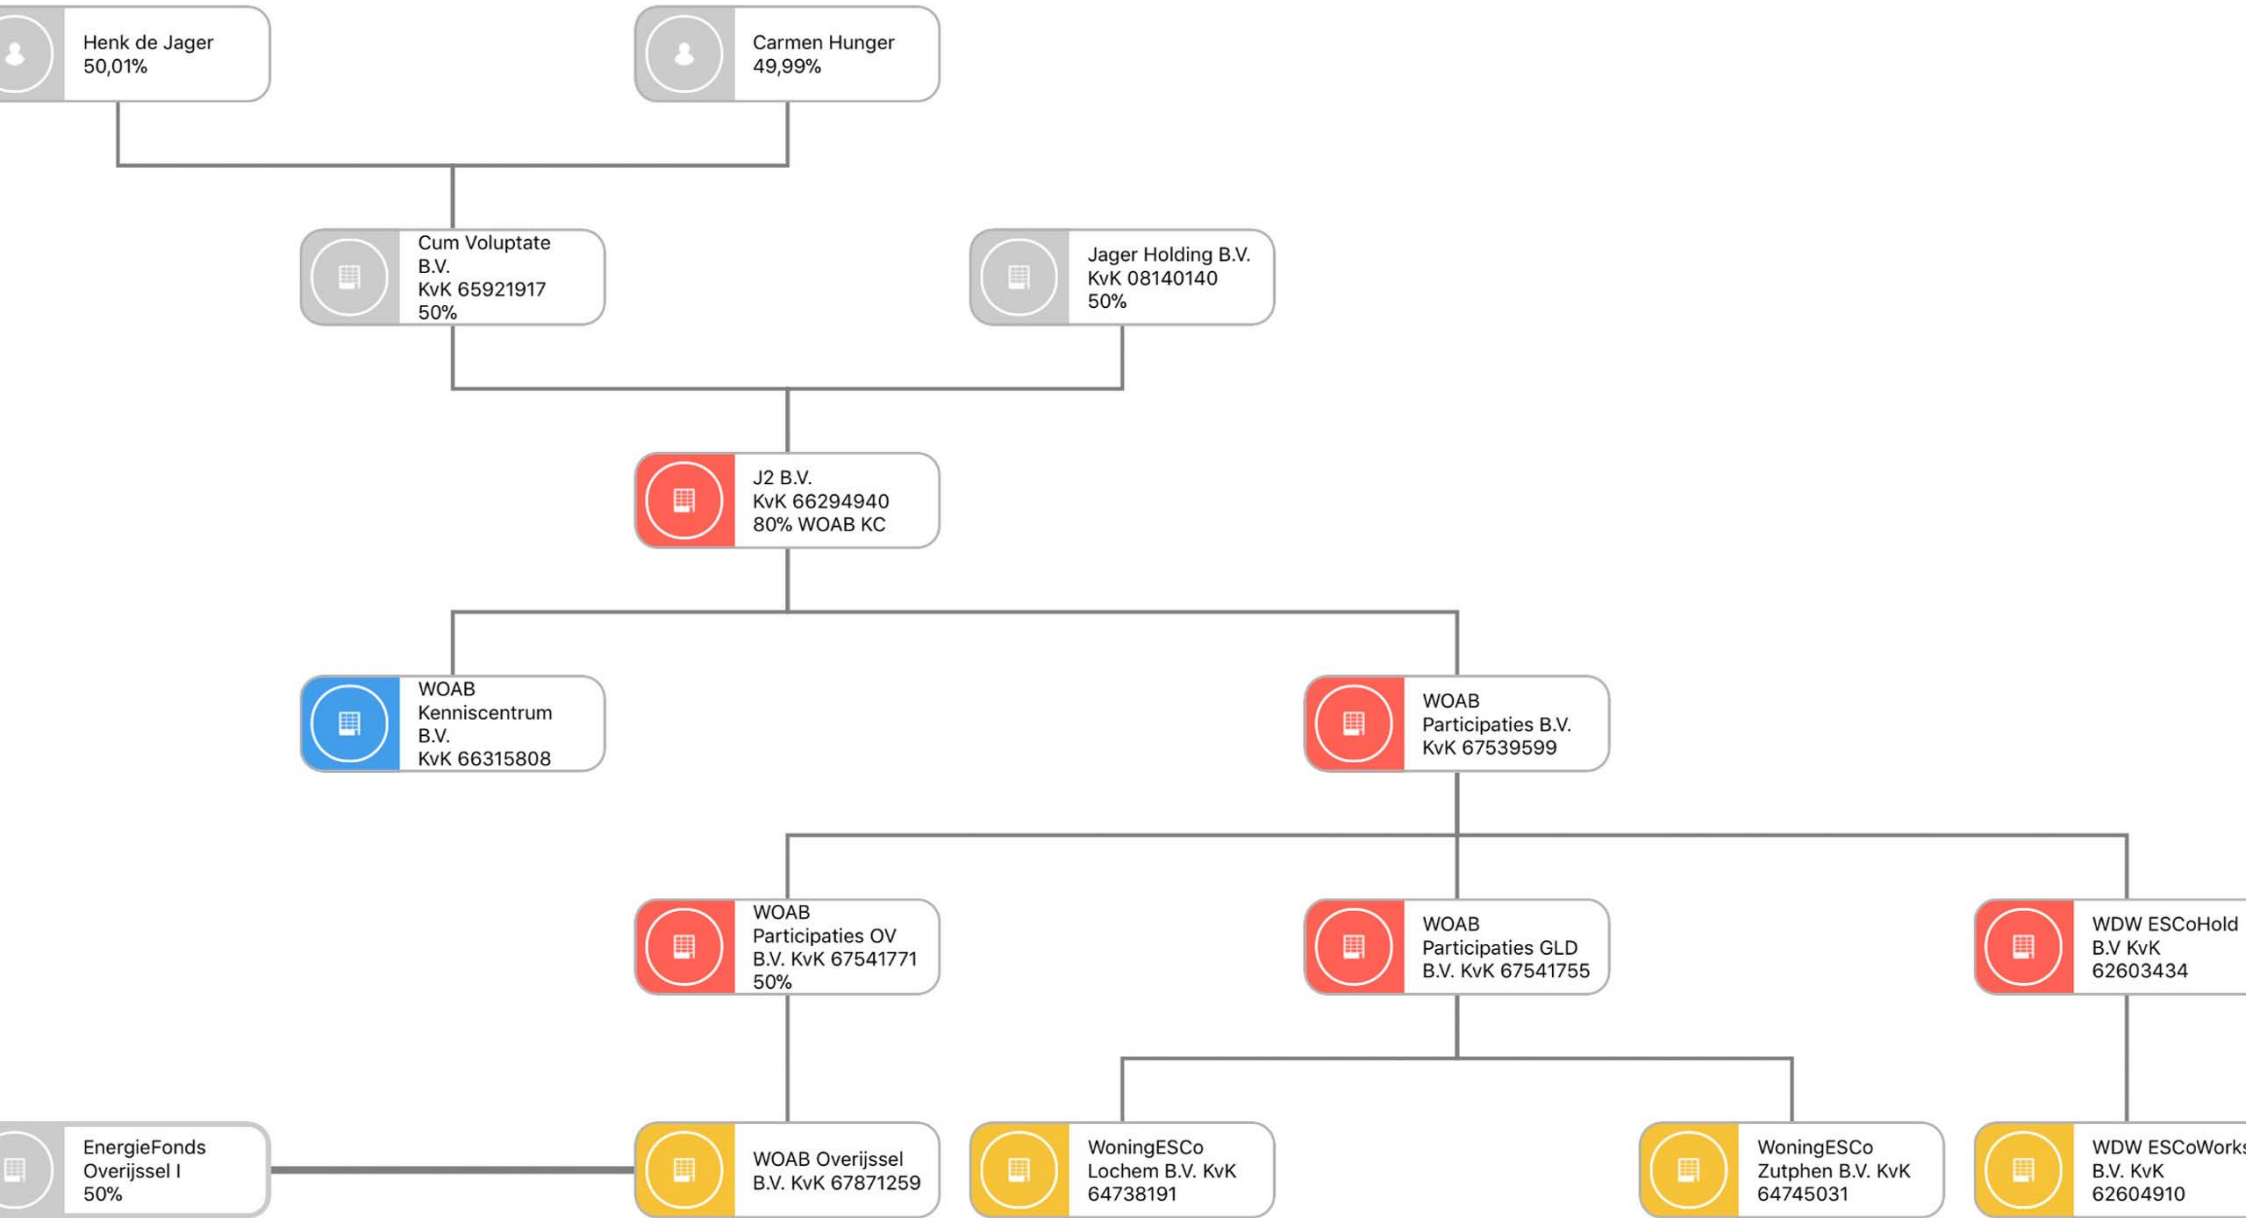 Henk de Jager
50,01%
Carmen Hunger
49,99%
Cum Voluptate
B.V.
KvK 65921917
50%
Jager Holding B.V.
KvK 08140140
50%
J2 B.V.
KvK 66294940
80% WOAB KC
WOAB
Kenniscentrum
B.V.
KvK 66315808
WOAB
Participaties B.V.
KvK 67539599
WOAB
Participaties OV
B.V. KvK 67541771
50%
WOAB
Participaties GLD
B.V. KvK 67541755
WDW ESCoHold
B.V KvK
62603434
EnergieFonds
Overijssel I
50%
WOAB Overijssel
B.V. KvK 67871259
WoningESCo
Lochem B.V. KvK
64738191
WoningESCo
Zutphen B.V. KvK
64745031
WDW ESCoWorks
B.V. KvK
62604910